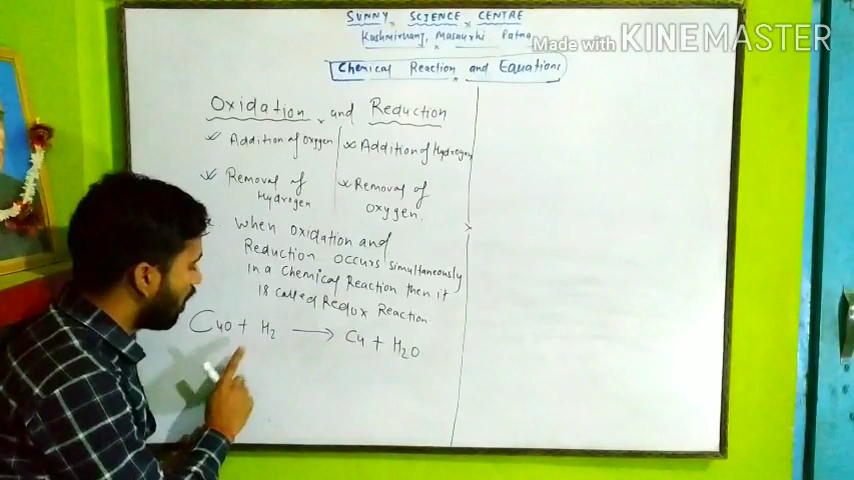 SUNNY SCIENCE CENTRE
Masaurhi Patna
Made with KINEMASTER
Chemical Reaction and Equations
Oxidation and Reduction
Addition of Oxygen
Addition of Hydrogen
Removal of
Hydrogen
Removal of
Oxygen.
When Oxidation and
Reduction occurs simultaneously
in a chemical Reaction then it
is called Redox Reaction
CuO + H2 → Cu + H2O